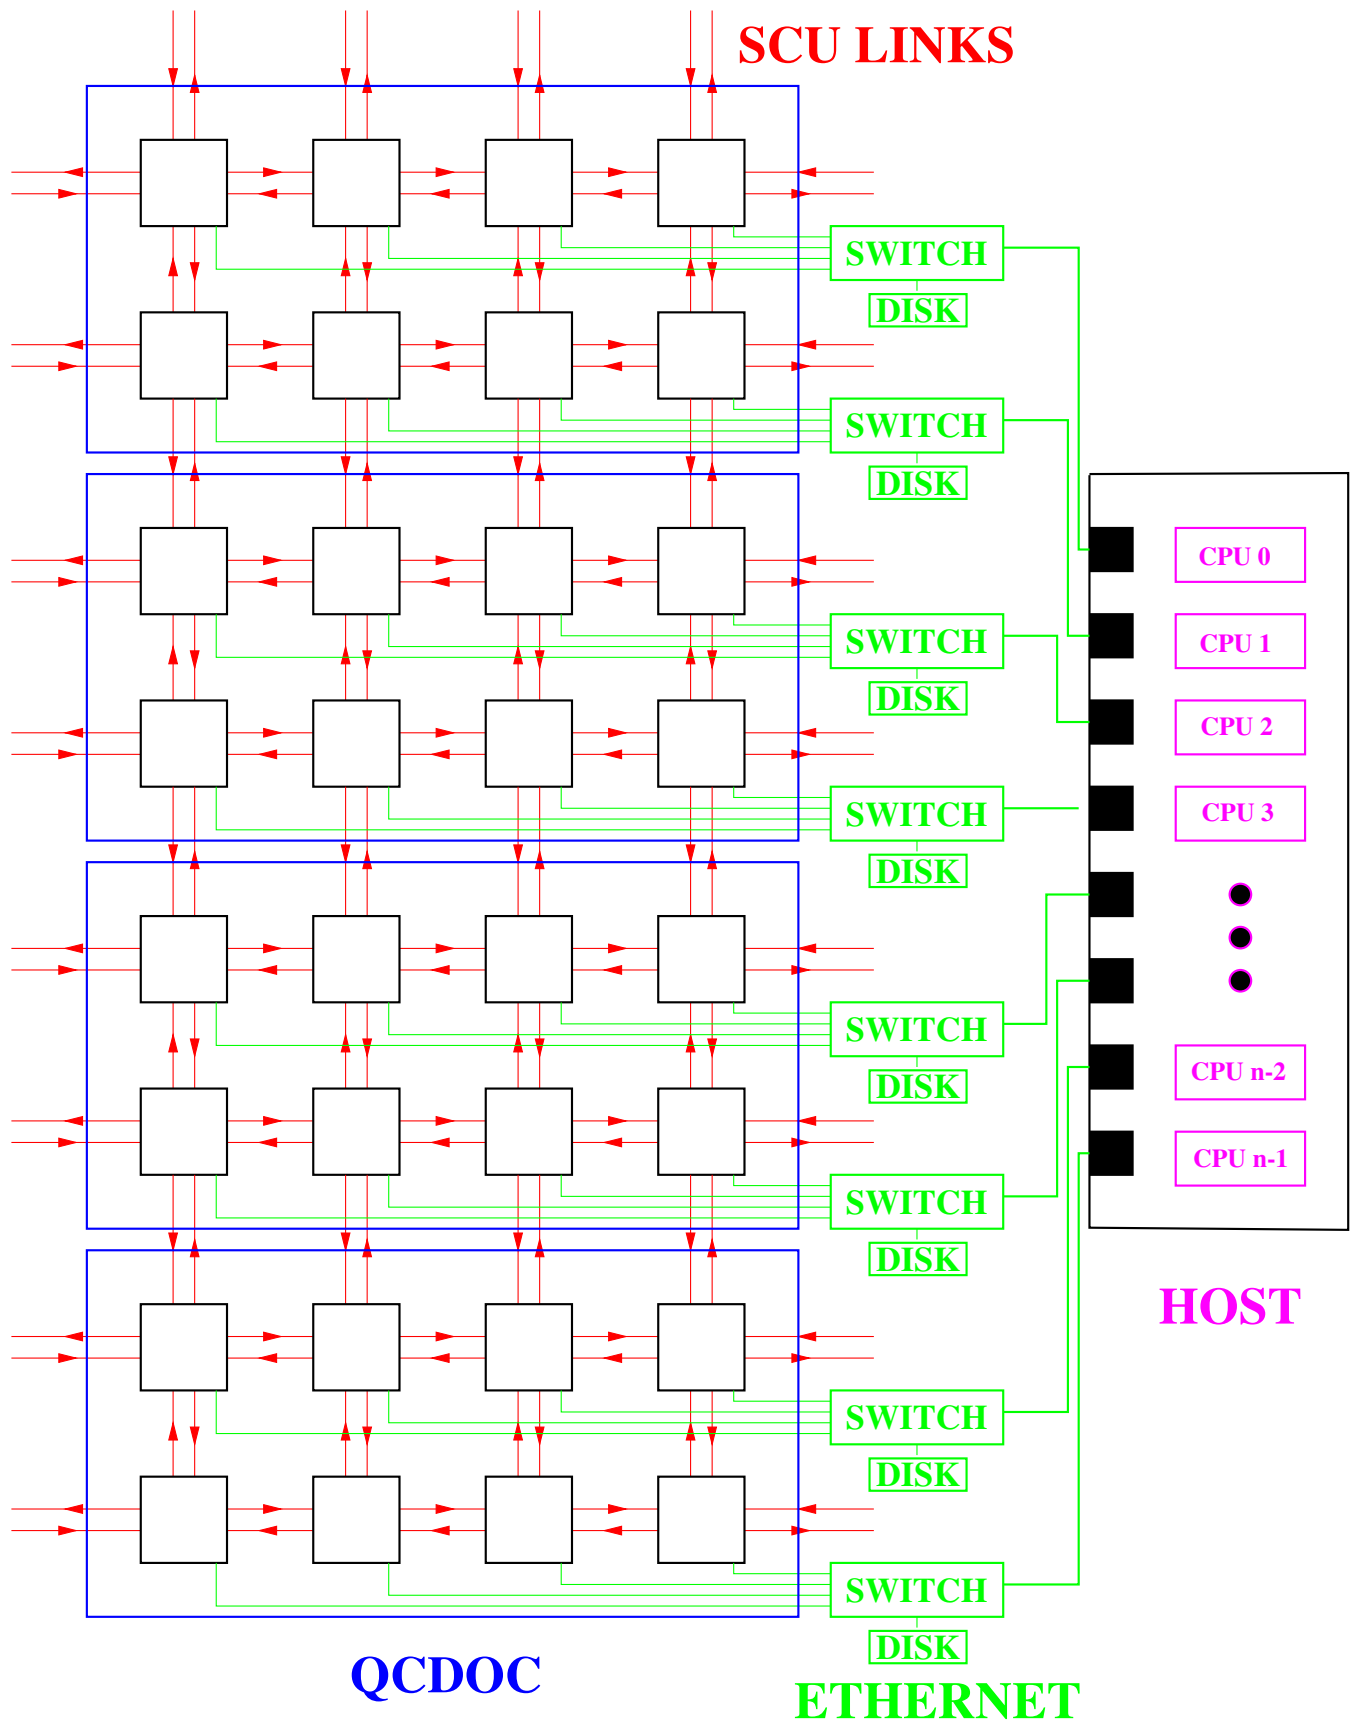 SCU LINKS
SWITCH
DISK
SWITCH
DISK
SWITCH
DISK
SWITCH
DISK
SWITCH
DISK
SWITCH
DISK
SWITCH
DISK
SWITCH
DISK
CPU 0
CPU 1
CPU 2
CPU 3
CPU n-2
CPU n-1
HOST
QCDOC
ETHERNET